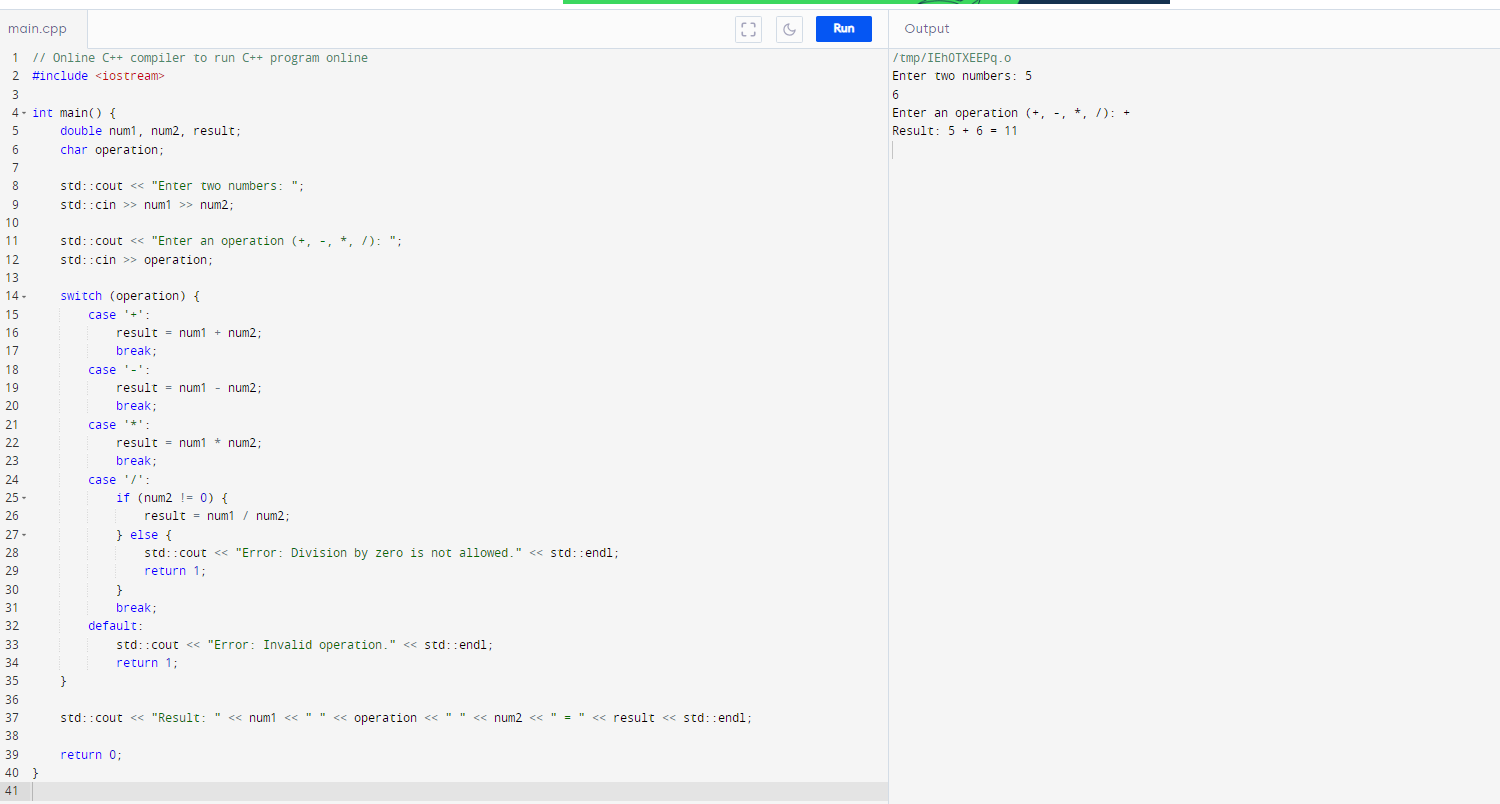 main.cpp
Run
Output
1 // Online C++ compiler to run C++ program online
2 #include <iostream>
3
4 int main() {
5     double num1, num2, result;
6     char operation;
7
8     std::cout << "Enter two numbers: ";
9     std::cin >> num1 >> num2;
10
11     std::cout << "Enter an operation (+, -, *, /): ";
12     std::cin >> operation;
13
14     switch (operation) {
15         case '+':
16             result = num1 + num2;
17             break;
18         case '-':
19             result = num1 - num2;
20             break;
21         case '*':
22             result = num1 * num2;
23             break;
24         case '/':
25             if (num2 != 0) {
26                 result = num1 / num2;
27             } else {
28                 std::cout << "Error: Division by zero is not allowed." << std::endl;
29                 return 1;
30             }
31             break;
32         default:
33             std::cout << "Error: Invalid operation." << std::endl;
34             return 1;
35     }
36
37     std::cout << "Result: " << num1 << " " << operation << " " << num2 << " = " << result << std::endl;
38
39     return 0;
40 }
41
/tmp/IEh0TXEEPq.o
Enter two numbers: 5
6
Enter an operation (+, -, *, /): +
Result: 5 + 6 = 11